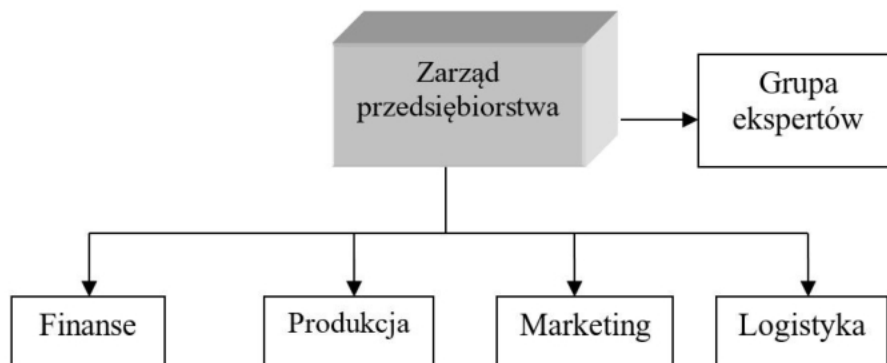 Zarząd
przedsiębiorstwa
Grupa
ekspertów
Finanse
Produkcja
Marketing
Logistyka